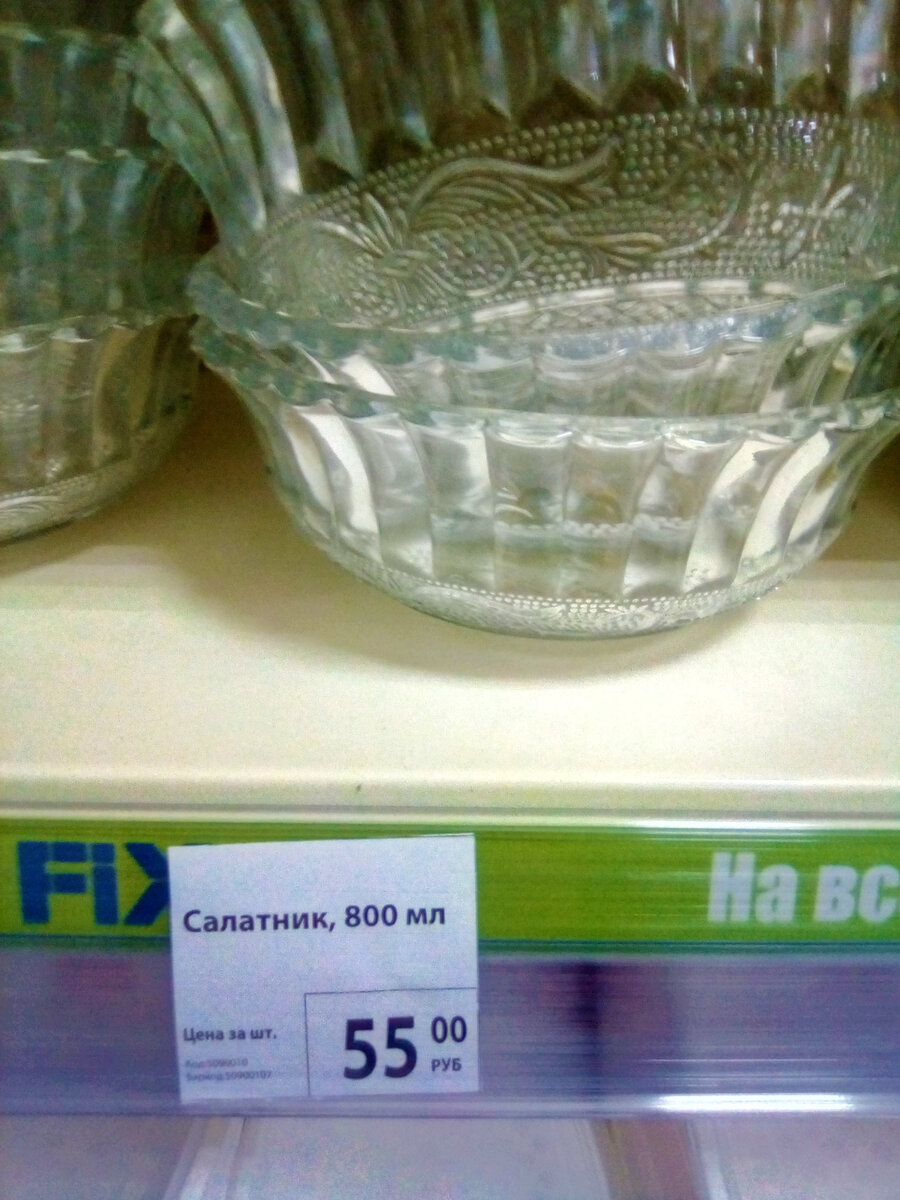 FIX
На вс
Салатник, 800 мл
Цена за шт.
55 00
РУБ